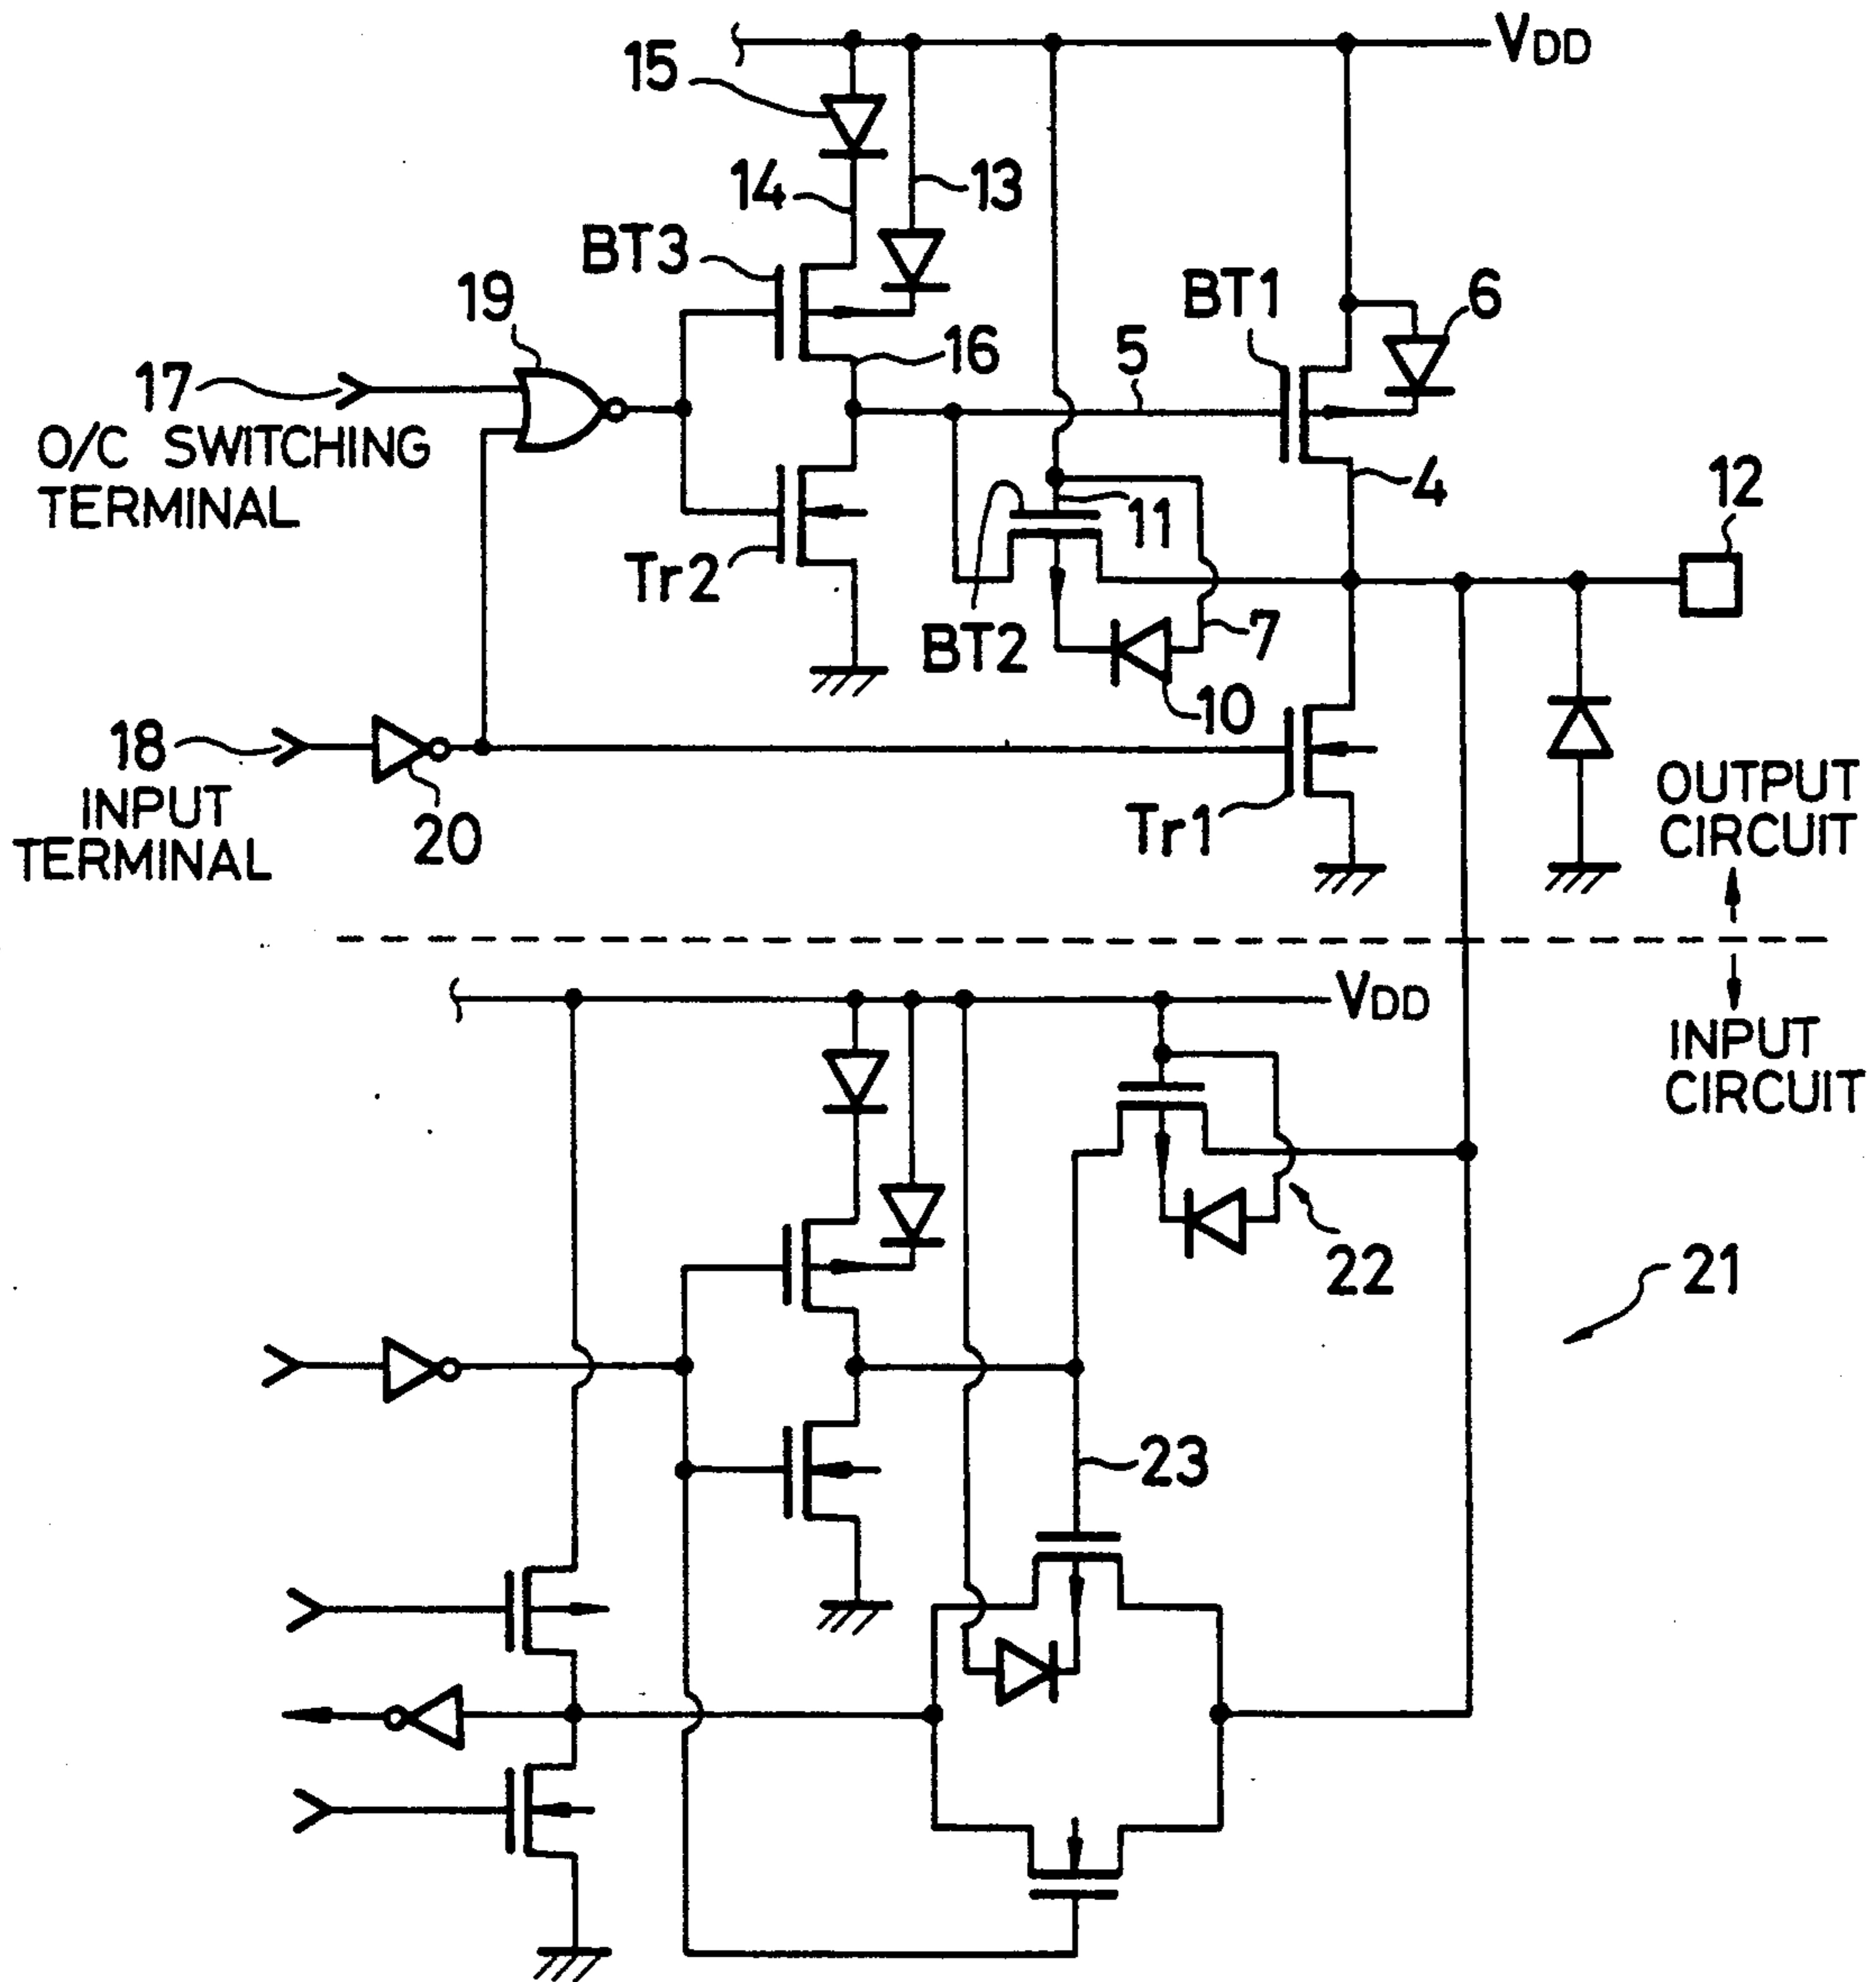 VDD
15
14
13
BT3
19
BT1
6
16
5
17
O/C SWITCHING
TERMINAL
4
12
11
Tr2
BT2
7
10
18
INPUT
TERMINAL
20
Tr1
OUTPUT
CIRCUIT
VDD
INPUT
CIRCUIT
22
21
23